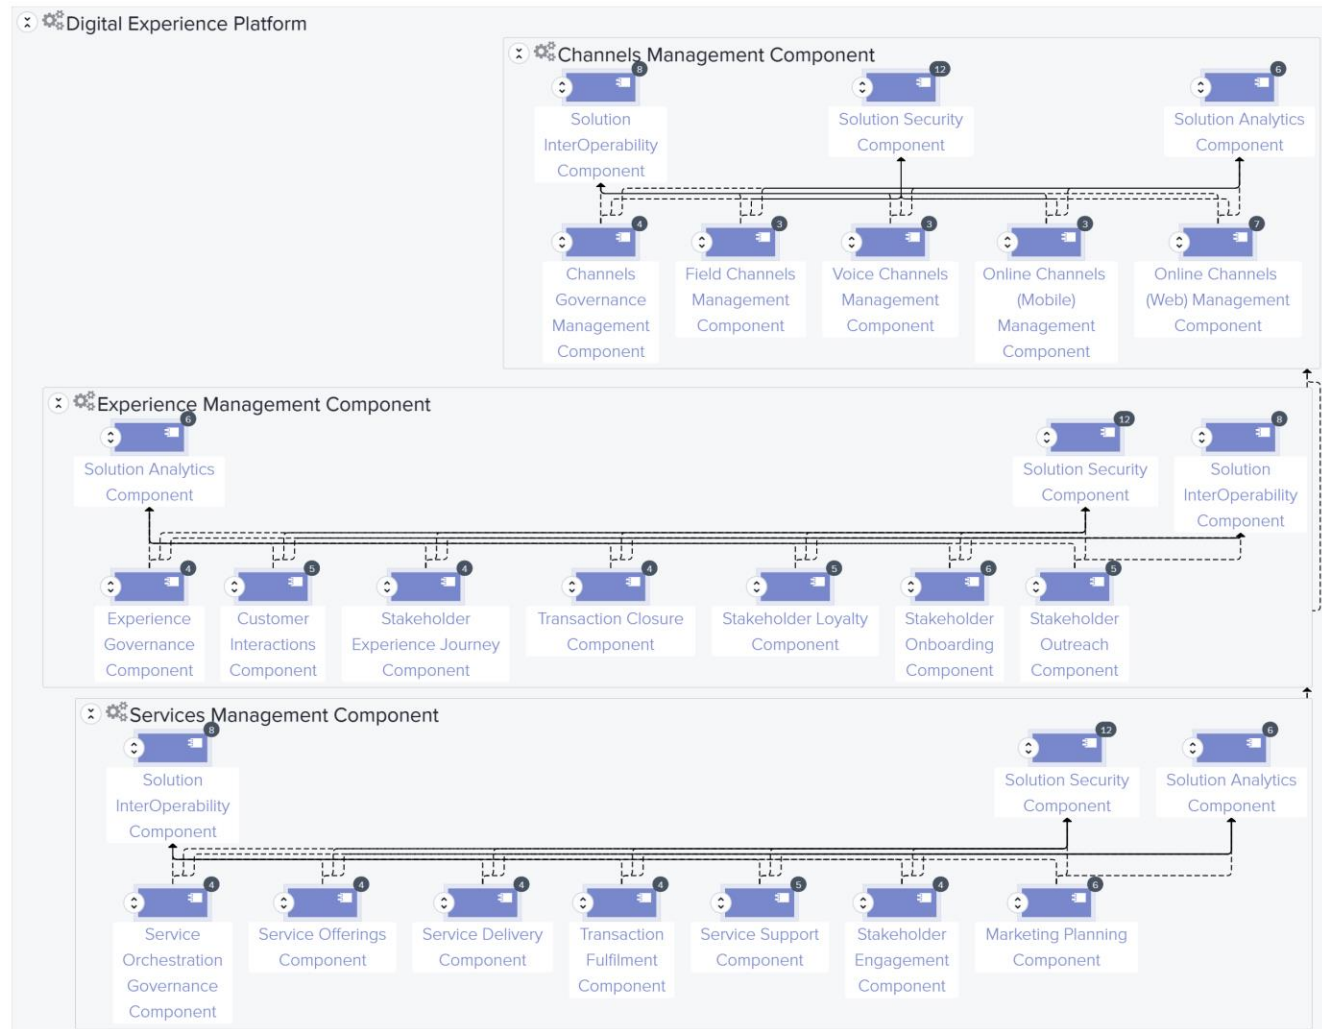 Digital Experience Platform
Channels Management Component
8
12
6
Solution
InterOperability
Component
Solution Security
Component
Solution Analytics
Component
4
3
3
3
7
Channels
Governance
Management
Component
Field Channels
Management
Component
Voice Channels
Management
Component
Online Channels
(Mobile)
Management
Component
Online Channels
(Web) Management
Component
Experience Management Component
6
12
8
Solution Analytics
Component
Solution Security
Component
Solution
InterOperability
Component
4
5
4
4
5
6
5
Experience
Governance
Component
Customer
Interactions
Component
Stakeholder
Experience Journey
Component
Transaction Closure
Component
Stakeholder Loyalty
Component
Stakeholder
Onboarding
Component
Stakeholder
Outreach
Component
Services Management Component
8
12
6
Solution
InterOperability
Component
Solution Security
Component
Solution Analytics
Component
4
4
4
4
5
4
6
Service
Orchestration
Governance
Component
Service Offerings
Component
Service Delivery
Component
Transaction
Fulfilment
Component
Service Support
Component
Stakeholder
Engagement
Component
Marketing Planning
Component